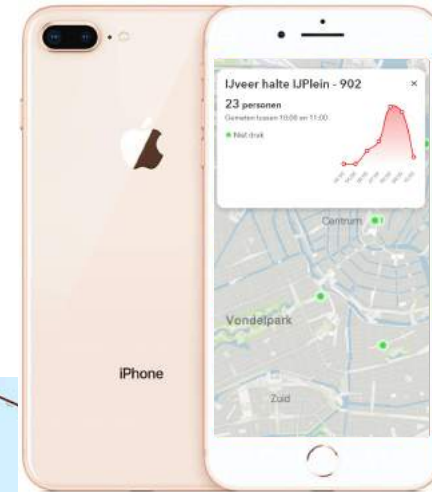 IJveer halte IJPlein - 902
23 personen
Gemeten tussen 10:00 en 11:00
Niet druk
Centrum
Vondelpark
iPhone
Zuid